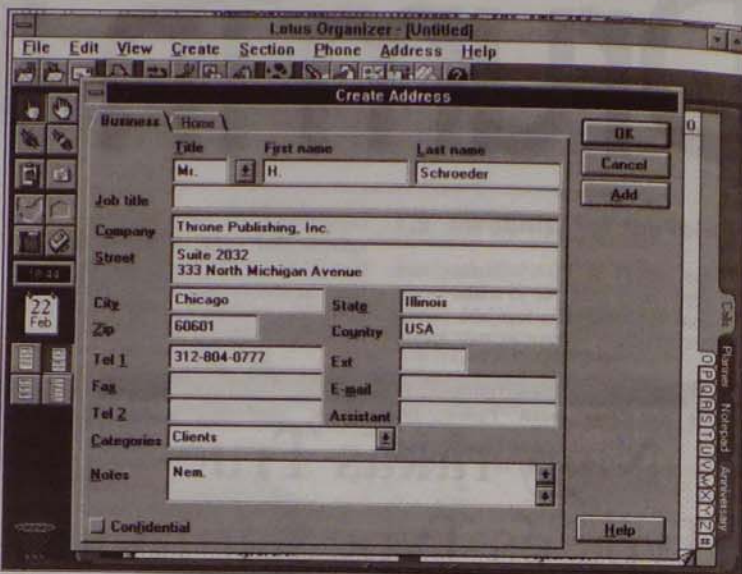 Lotus Organizer - [Untitled]
File Edit View Create Section Phone Address Help
Create Address
Business Home
OK
Cancel
Add
Title First name Last name
Mr. H. Schroeder
Job title
Company Throne Publishing, Inc.
Street Suite 2032
333 North Michigan Avenue
City Chicago State Illinois
Zip 60601 Country USA
Tel 1 312-804-0777 Ext
Fax E-mail
Tel 2 Assistant
Categories Clients
Notes Nem.
Confidential
Help
22
Feb
Calls Planner Notepad Anniversary
O P Q R S T U V W X Y Z #